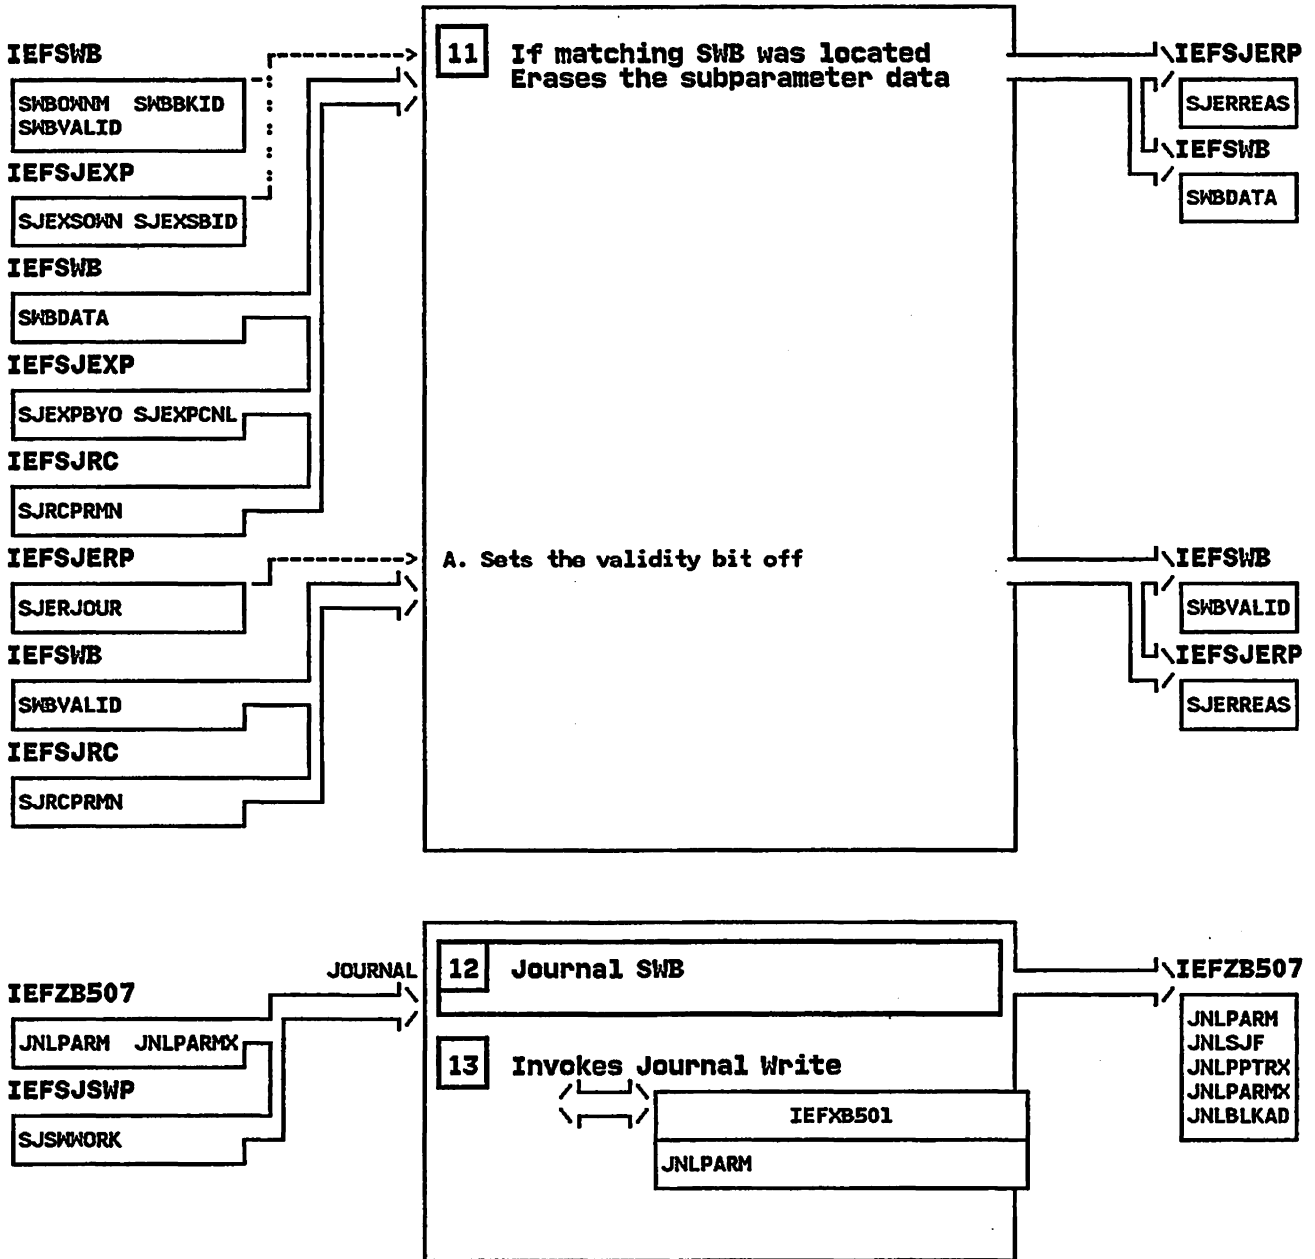 IEFSWB
SWBOWNM SWBBKID
SWBVALID
IEFSJEXP
SJEXSOWN SJEXSBID
IEFSWB
SWBDATA
IEFSJEXP
SJEXPBYO SJEXPCNL
IEFSJRC
SJRCPRMN
IEFSJERP
SJERJOUR
IEFSWB
SWBVALID
IEFSJRC
SJRCPRMN
11 If matching SWB was located
Erases the subparameter data
A. Sets the validity bit off
IEFSJERP
SJERREAS
IEFSWB
SWBDATA
IEFSWB
SWBVALID
IEFSJERP
SJERREAS
JOURNAL
IEFZB507
JNLPARM JNLPARMX
IEFSJSWP
SJSWWORK
12 Journal SWB
13 Invokes Journal Write
IEFXB501
JNLPARM
IEFZB507
JNLPARM
JNLSJF
JNLPPTRX
JNLPARMX
JNLBLKAD